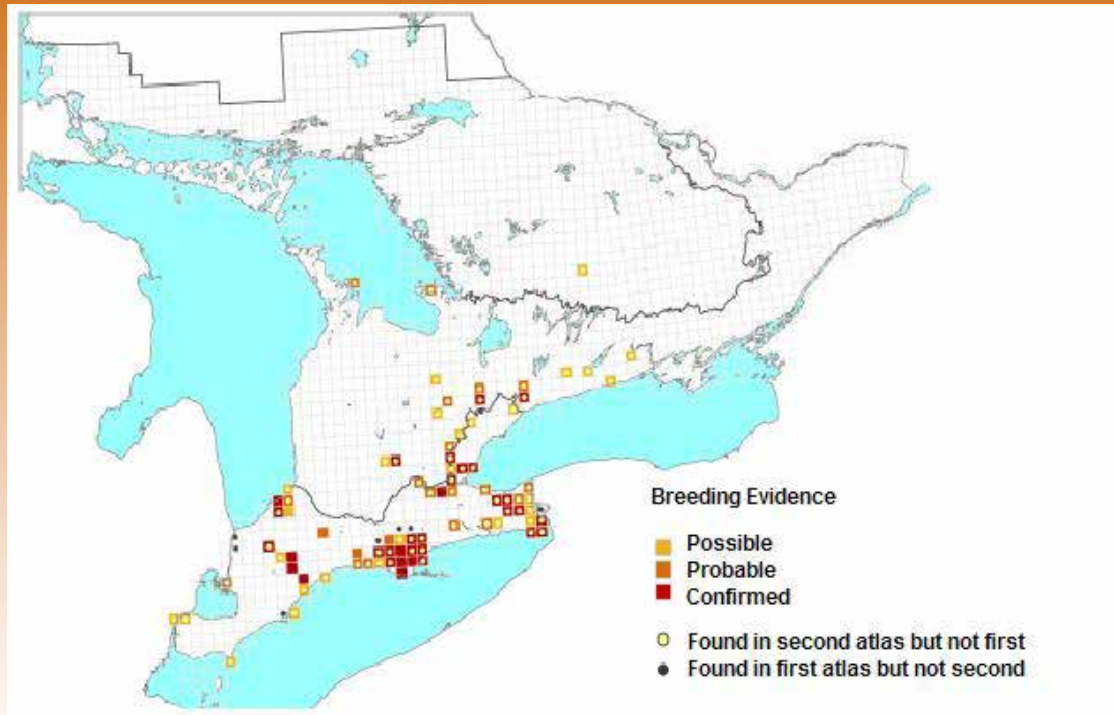 Breeding Evidence
Possible
Probable
Confirmed
Found in second atlas but not first
Found in first atlas but not second